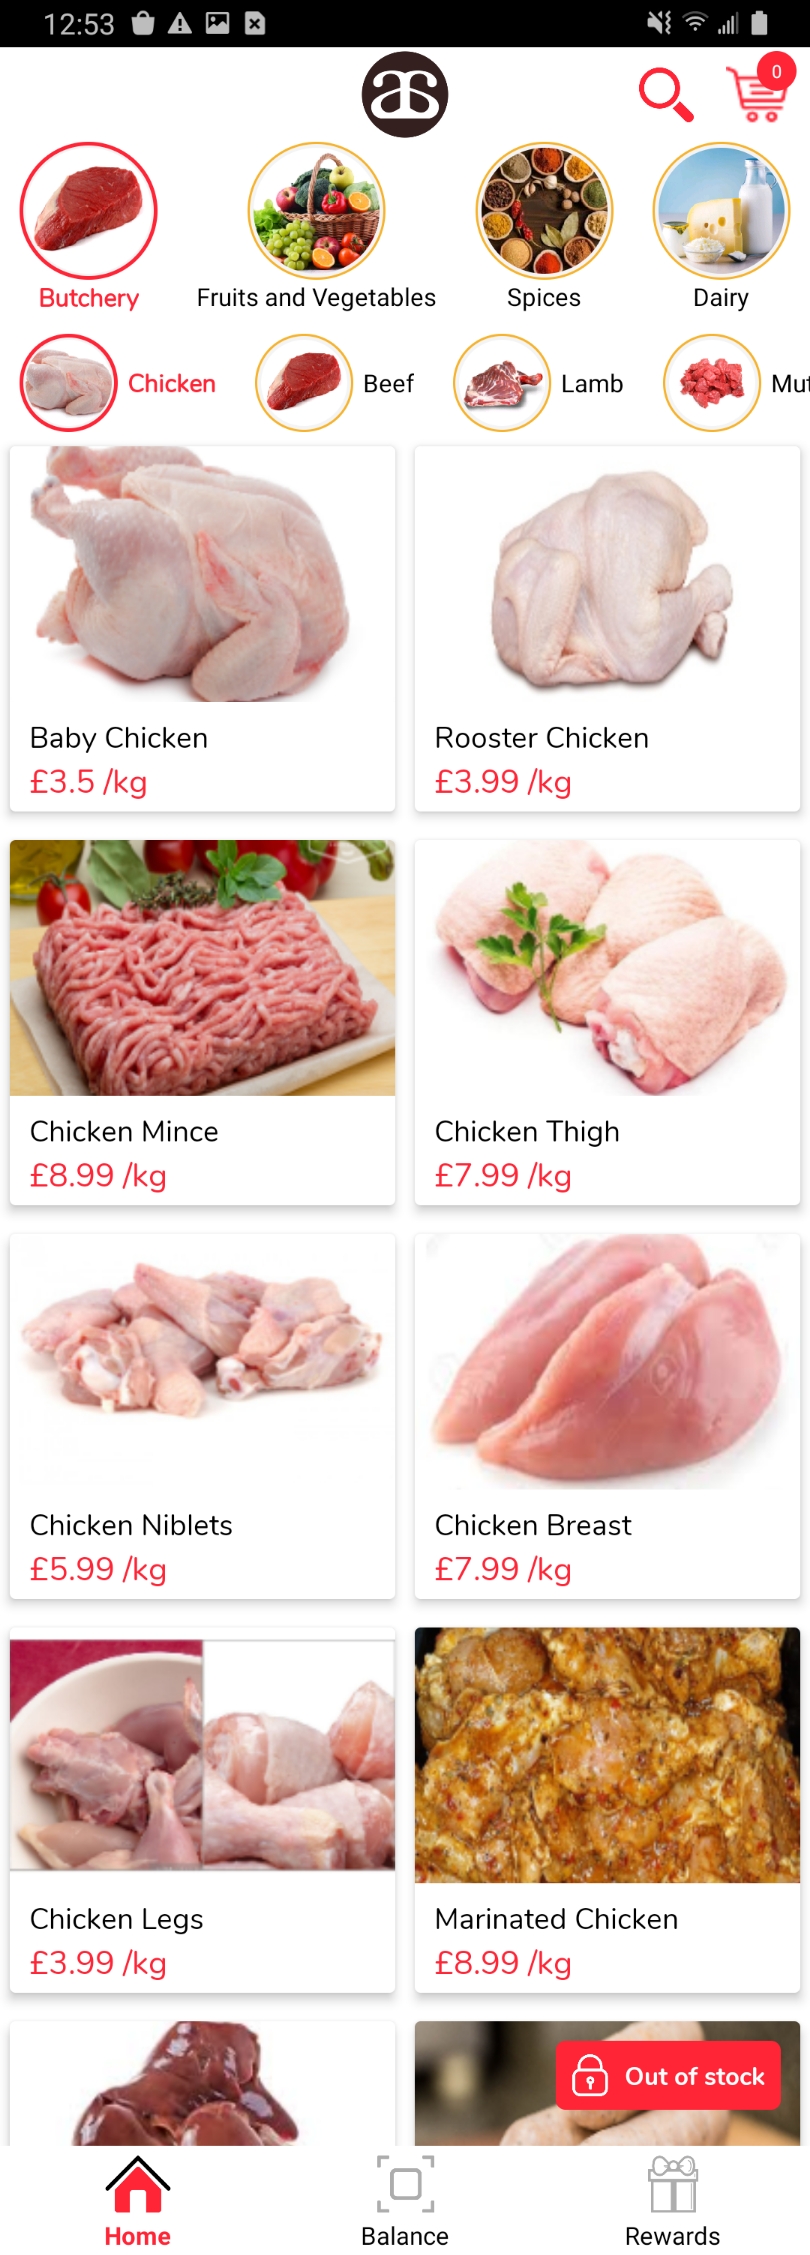 12:53
as
0
Butchery
Fruits and Vegetables
Spices
Dairy
Chicken
Beef
Lamb
Mut
Baby Chicken
£3.5 /kg
Rooster Chicken
£3.99 /kg
Chicken Mince
£8.99 /kg
Chicken Thigh
£7.99 /kg
Chicken Niblets
£5.99 /kg
Chicken Breast
£7.99 /kg
Chicken Legs
£3.99 /kg
Marinated Chicken
£8.99 /kg
Out of stock
Home
Balance
Rewards